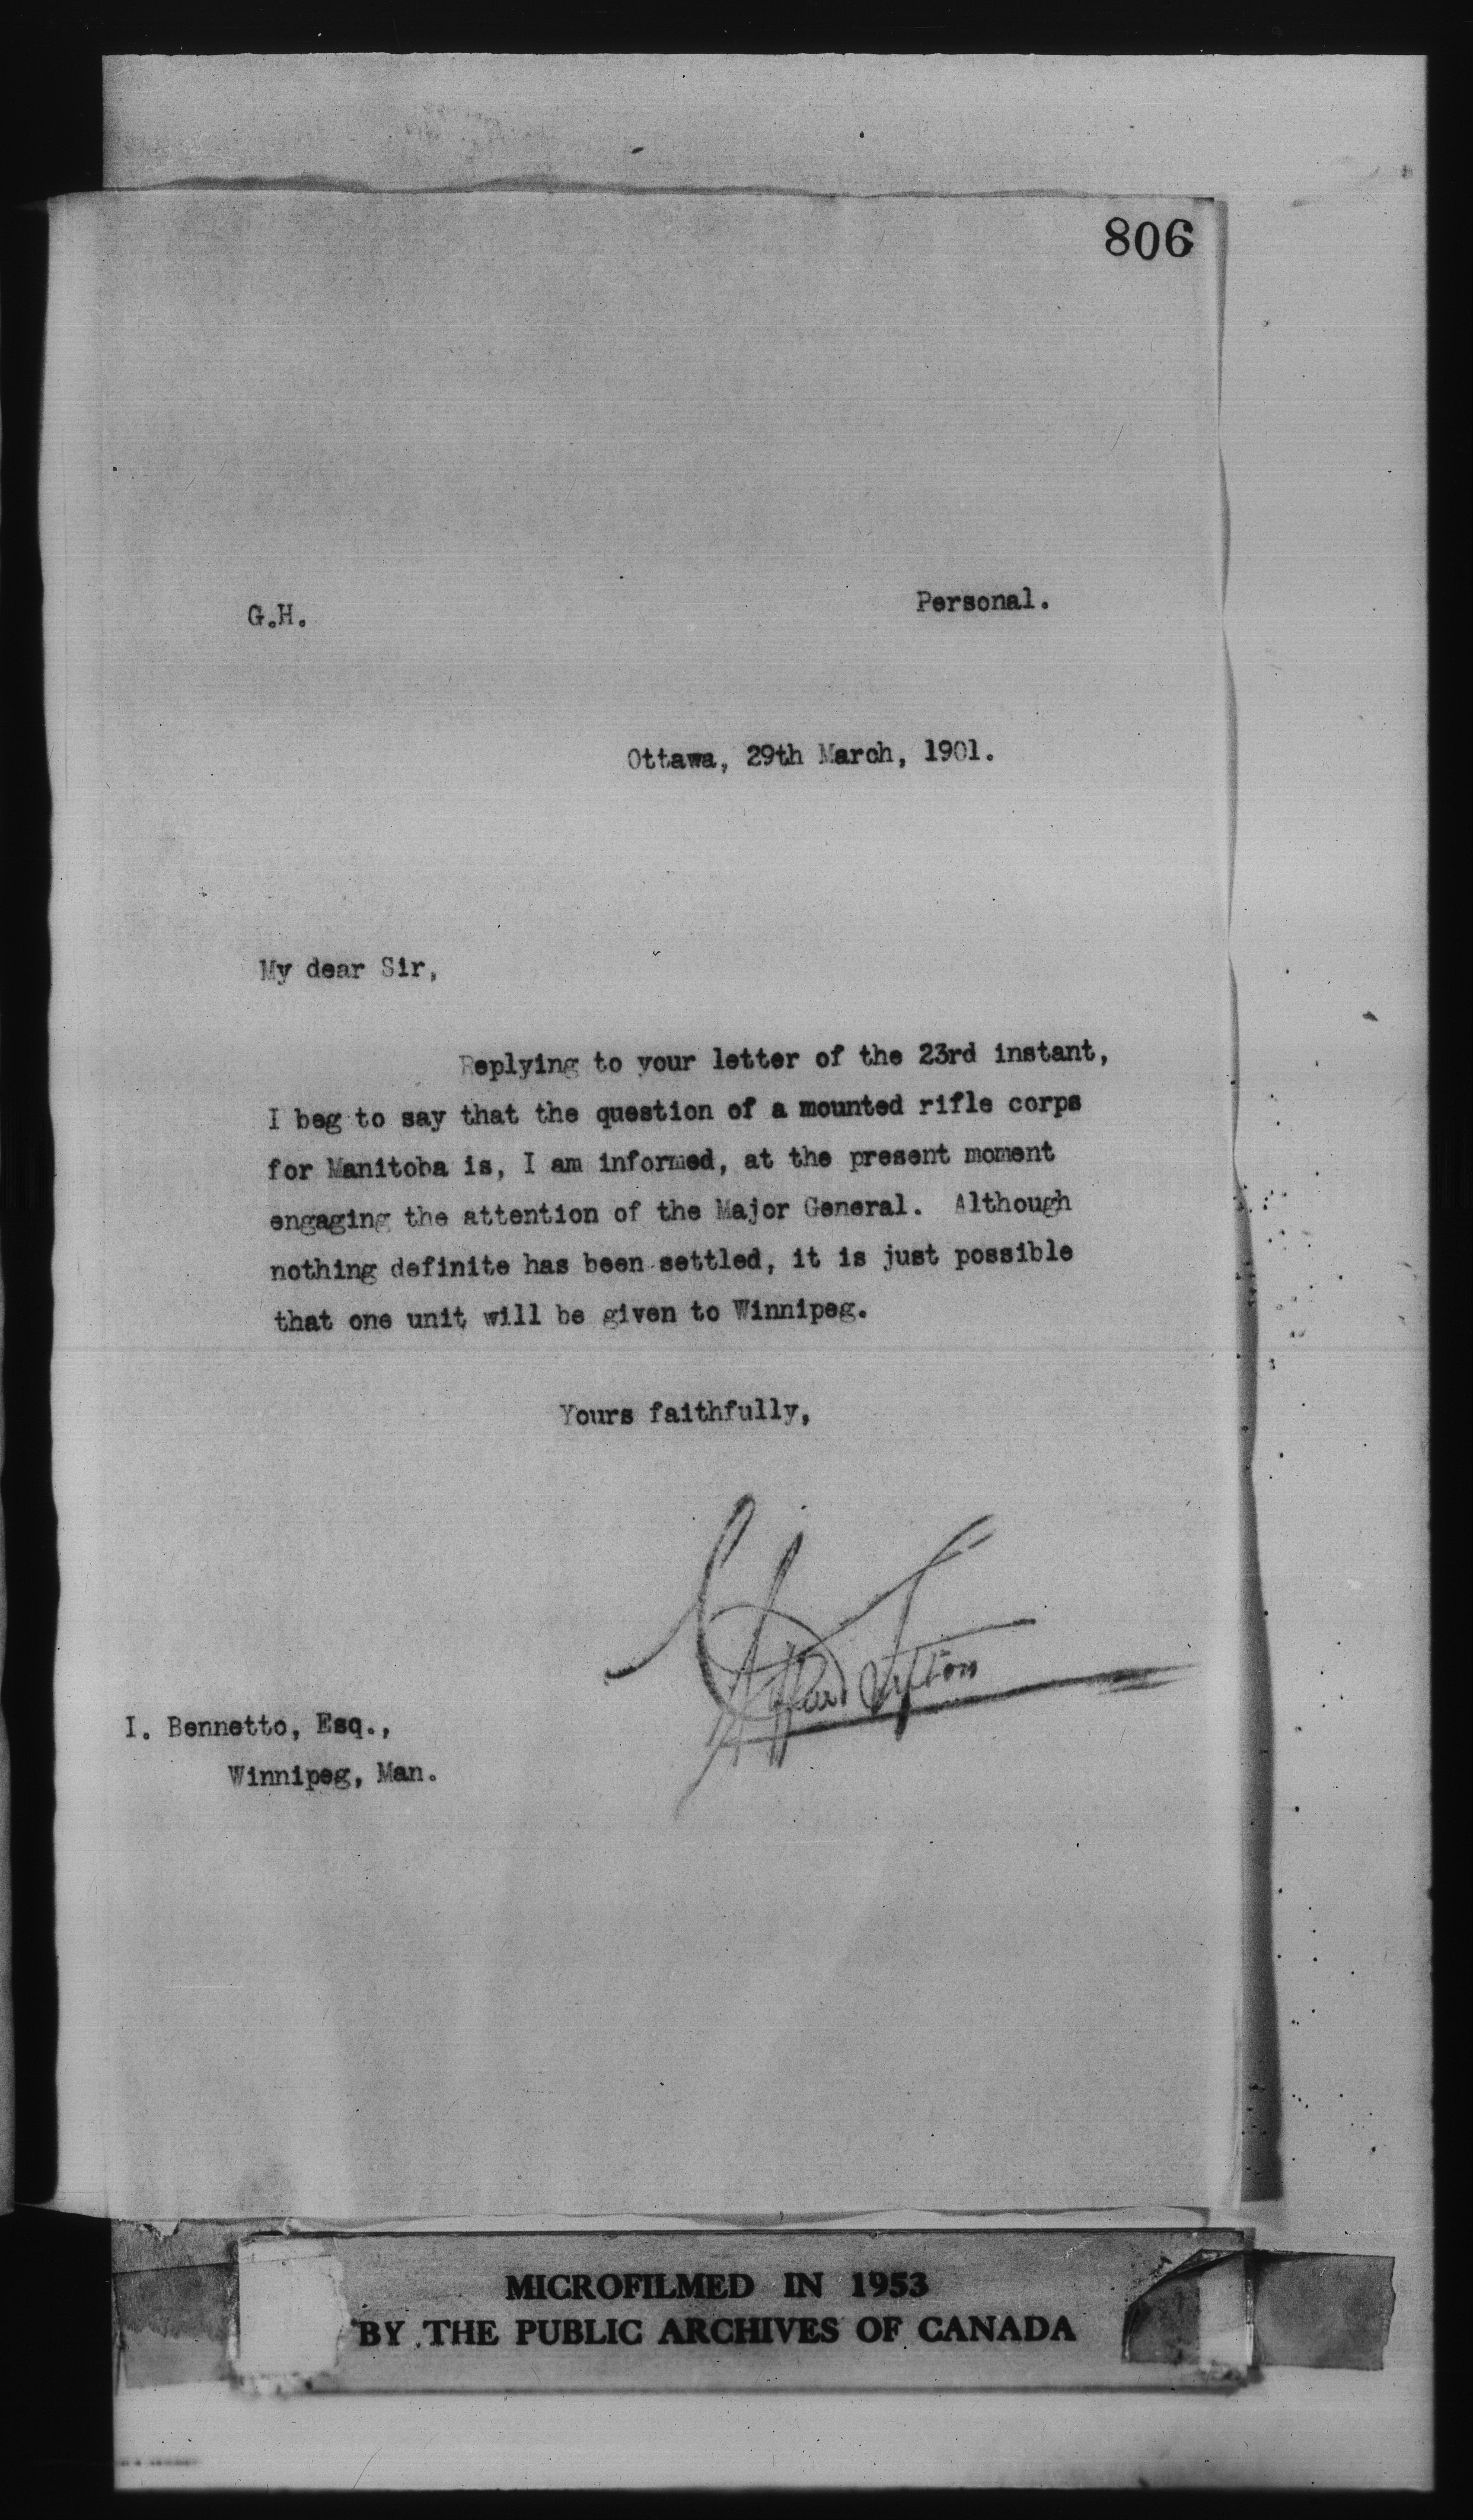 806
G.H.
Personal.
Ottawa, 29th March, 1901.
My dear Sir,
Replying to your letter of the 23rd instant,
I beg to say that the question of a mounted rifle corps
for Manitoba is, I am informed, at the present moment
engaging the attention of the Major General. Although
nothing definite has been settled, it is just possible
that one unit will be given to Winnipeg.
Yours faithfully,
Clifford Sifton
I. Bennetto, Esq.,
Winnipeg, Man.
MICROFILMED IN 1953
BY THE PUBLIC ARCHIVES OF CANADA